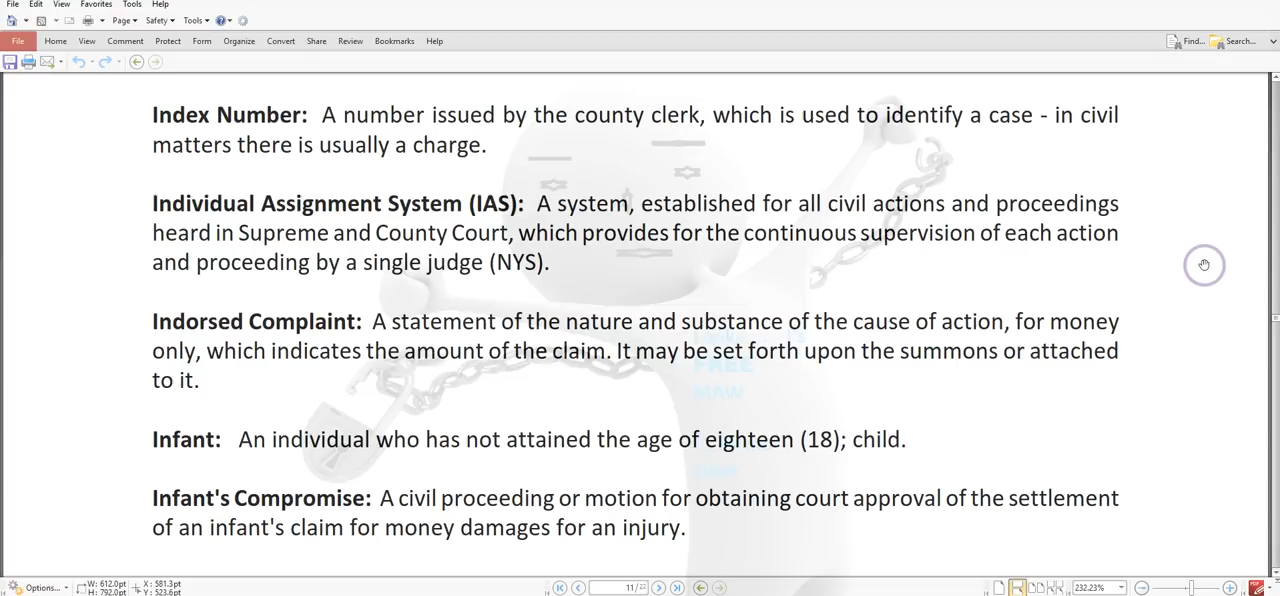 File Edit View Favorites Tools Help
Page Safety Tools
File Home View Comment Protect Form Organize Convert Share Review Bookmarks Help Find... Search...
Index Number: A number issued by the county clerk, which is used to identify a case - in civil
matters there is usually a charge.
Individual Assignment System (IAS): A system, established for all civil actions and proceedings
heard in Supreme and County Court, which provides for the continuous supervision of each action
and proceeding by a single judge (NYS).
Indorsed Complaint: A statement of the nature and substance of the cause of action, for money
only, which indicates the amount of the claim. It may be set forth upon the summons or attached
to it.
FREE
MAW
Infant: An individual who has not attained the age of eighteen (18); child.
Infant's Compromise: A civil proceeding or motion for obtaining court approval of the settlement
of an infant's claim for money damages for an injury.
Options... W: 612.0pt X: 581.3pt 11/22 232.23%
H: 792.0pt Y: 523.6pt